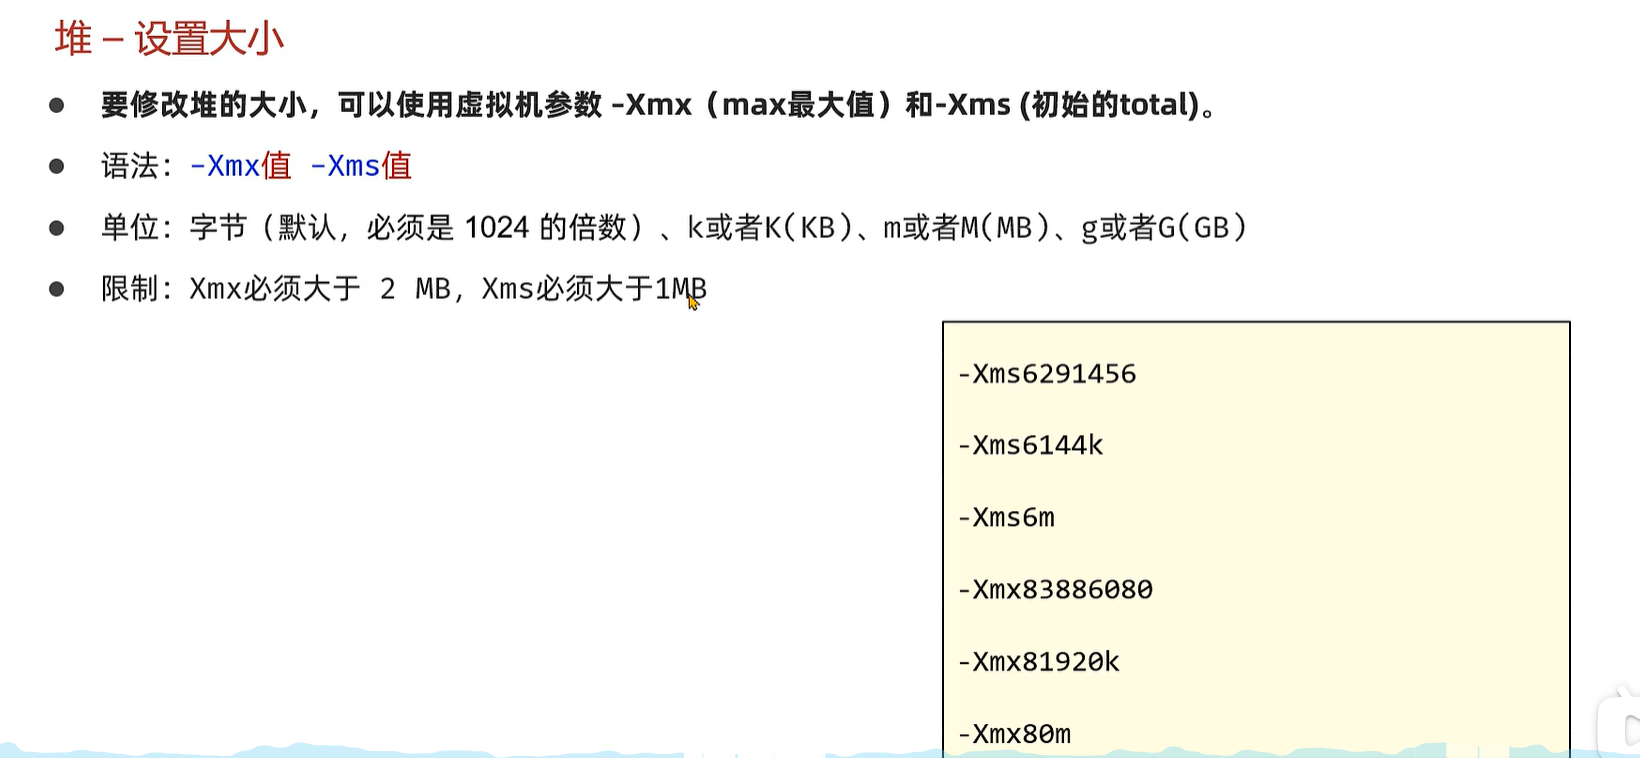 堆 – 设置大小
要修改堆的大小，可以使用虚拟机参数 –Xmx（max最大值）和-Xms (初始的total)。
语法：-Xmx值 -Xms值
单位：字节（默认，必须是 1024 的倍数）、k或者K(KB)、m或者M(MB)、g或者G(GB)
限制：Xmx必须大于 2 MB，Xms必须大于1MB
-Xms6291456
-Xms6144k
-Xms6m
-Xmx83886080
-Xmx81920k
-Xmx80m